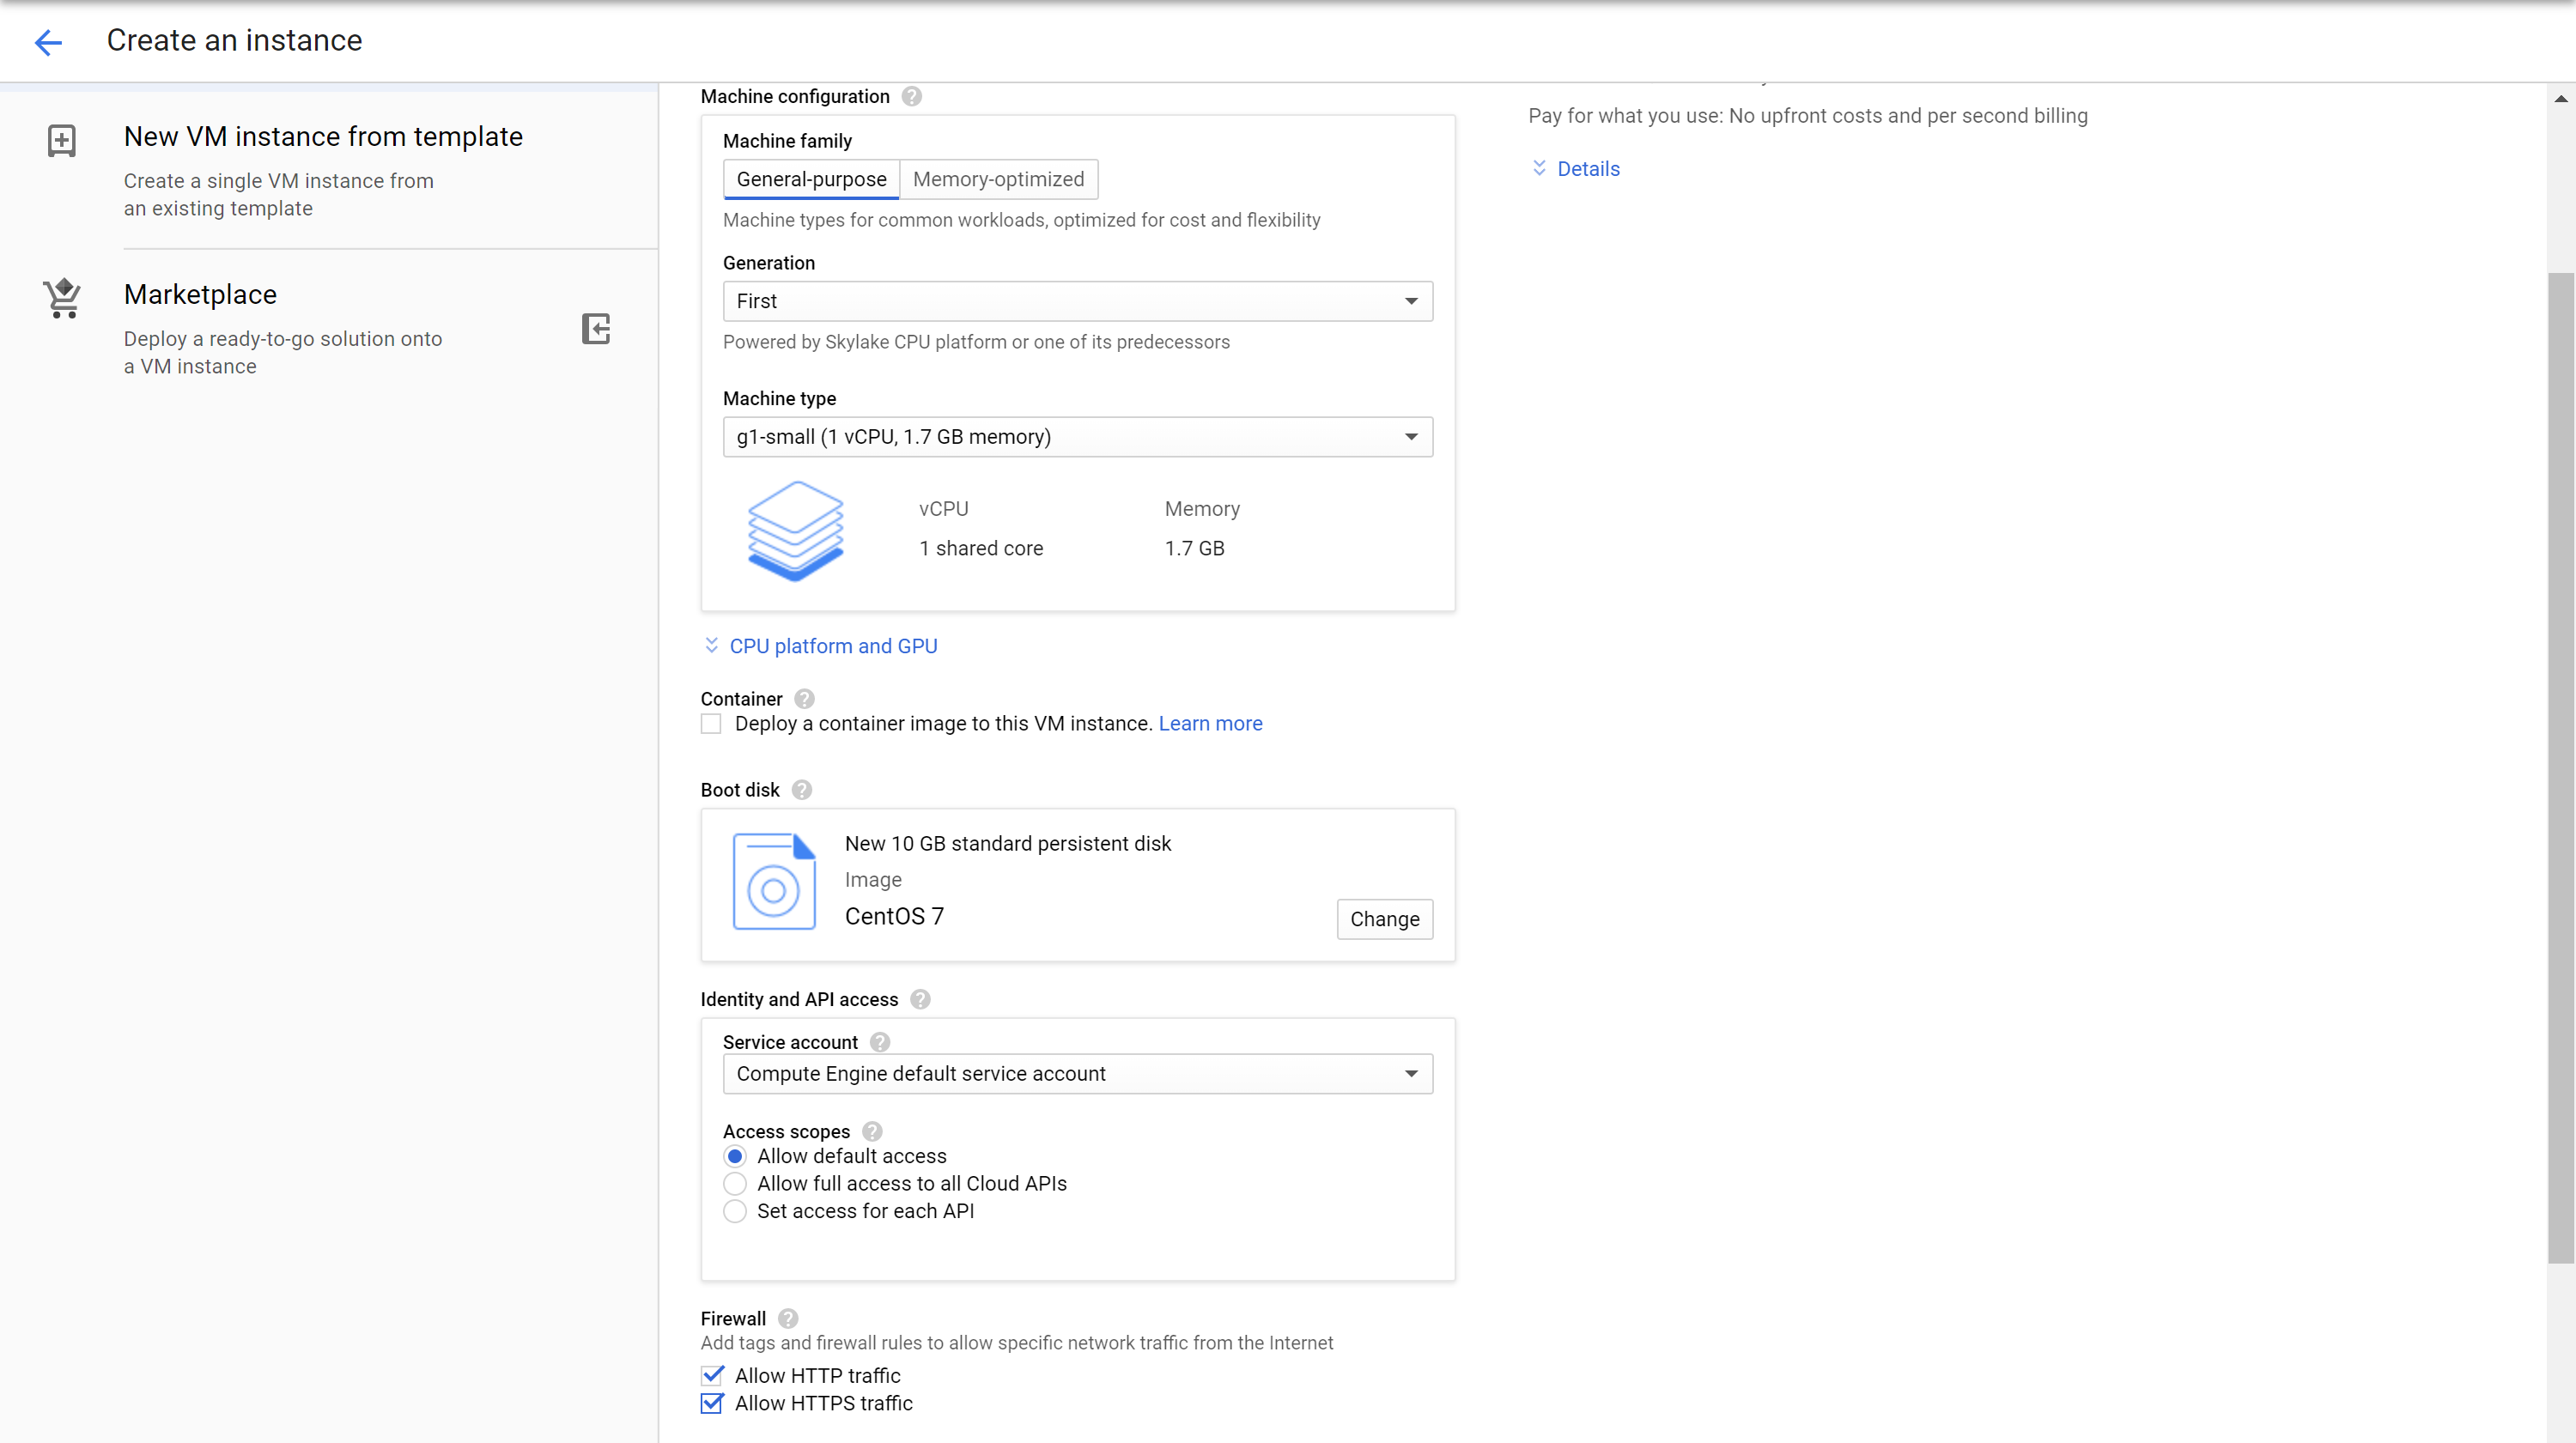 Create an instance
New VM instance from template
Create a single VM instance from
an existing template
Marketplace
Deploy a ready-to-go solution onto
a VM instance
Machine configuration
Machine family
General-purpose
Memory-optimized
Machine types for common workloads, optimized for cost and flexibility
Generation
First
Powered by Skylake CPU platform or one of its predecessors
Machine type
g1-small (1 vCPU, 1.7 GB memory)
vCPU
Memory
1 shared core
1.7 GB
CPU platform and GPU
Container
Deploy a container image to this VM instance. Learn more
Boot disk
New 10 GB standard persistent disk
Image
CentOS 7
Change
Identity and API access
Service account
Compute Engine default service account
Access scopes
Allow default access
Allow full access to all Cloud APIs
Set access for each API
Firewall
Add tags and firewall rules to allow specific network traffic from the Internet
Allow HTTP traffic
Allow HTTPS traffic
Pay for what you use: No upfront costs and per second billing
Details